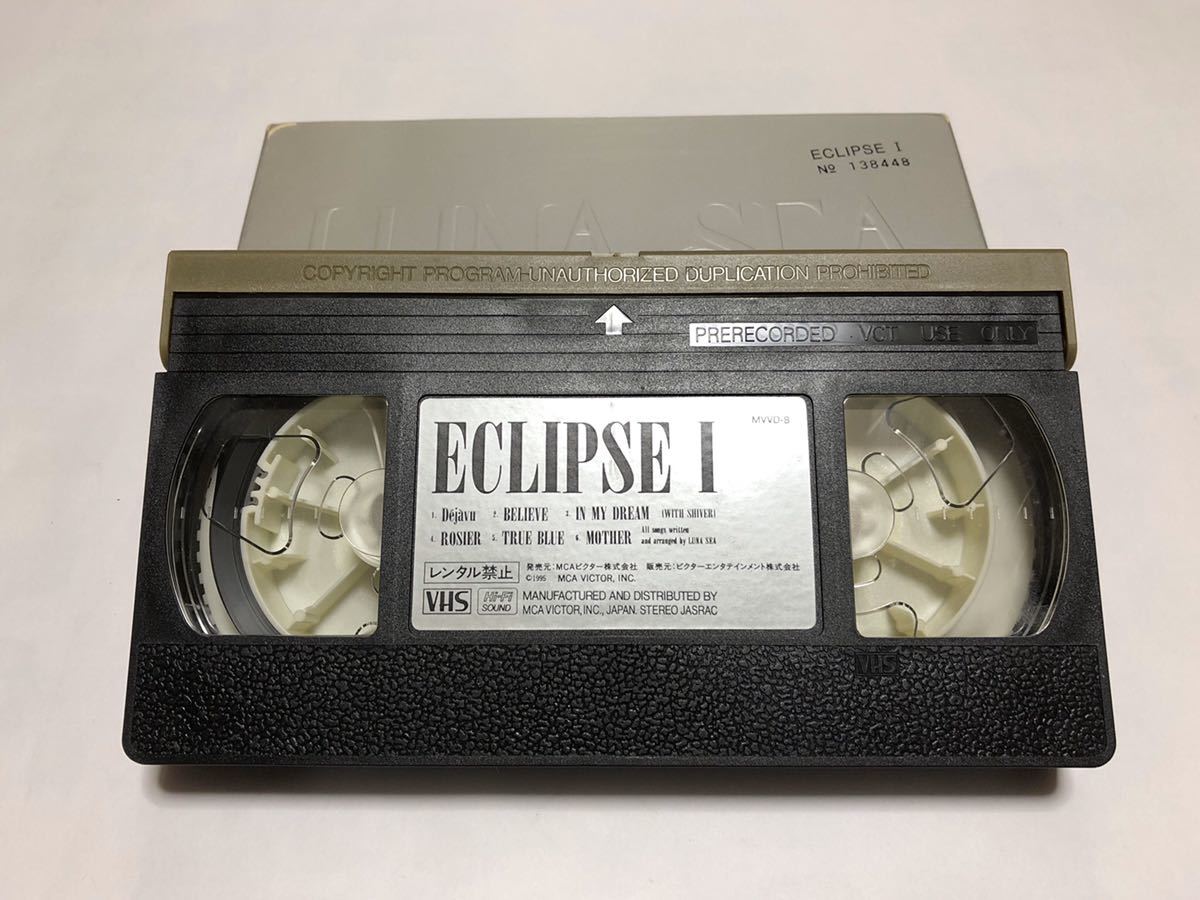 ECLIPSE I
№ 138448
LUNA SEA
COPYRIGHT PROGRAM-UNAUTHORIZED DUPLICATION PROHIBITED
PRERECORDED VCT USE ONLY
MVVD-8
ECLIPSE I
1. Déjavu 2. BELIEVE 3. IN MY DREAM (WITH SHIVER)
4. ROSIER 5. TRUE BLUE 6. MOTHER All songs written and arranged by LUNA SEA
レンタル禁止 発売元:MCAビクター株式会社 販売元:ビクターエンタテインメント株式会社
©1995 MCA VICTOR, INC.
VHS Hi-Fi SOUND MANUFACTURED AND DISTRIBUTED BY
MCA VICTOR, INC., JAPAN. STEREO JASRAC
VHS